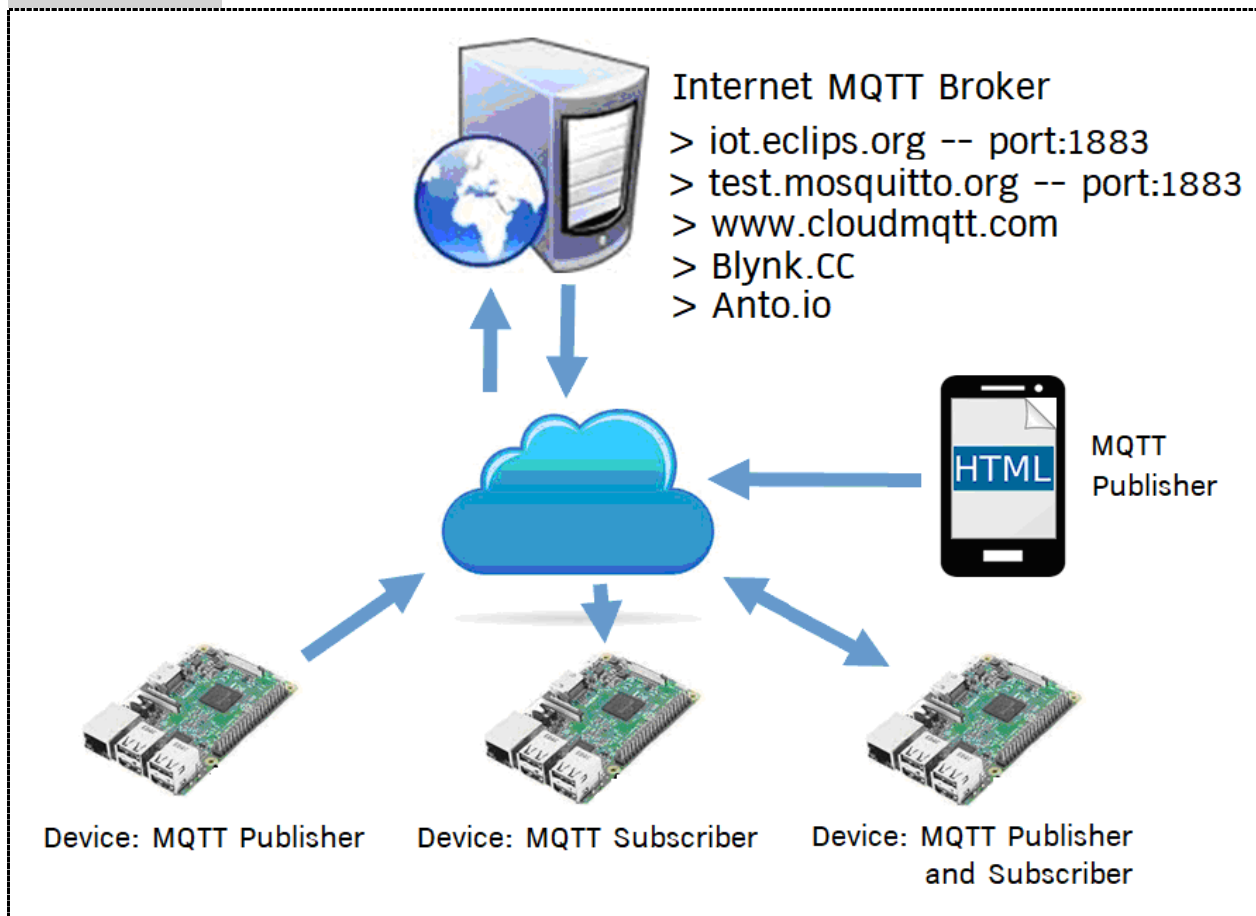 Internet MQTT Broker
> iot.eclips.org -- port:1883
> test.mosquitto.org -- port:1883
> www.cloudmqtt.com
> Blynk.CC
> Anto.io
HTML
MQTT
Publisher
Device: MQTT Publisher
Device: MQTT Subscriber
Device: MQTT Publisher
and Subscriber